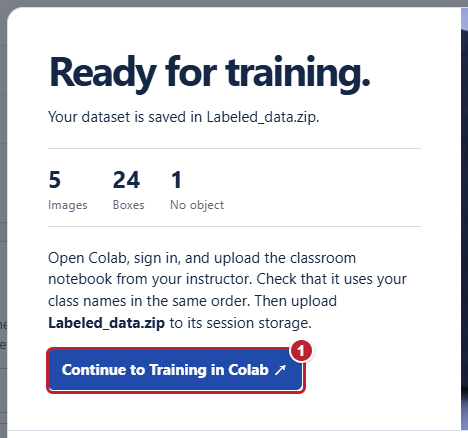 Ready for training.
Your dataset is saved in Labeled_data.zip.
5 24 1
Images Boxes No object
Open Colab, sign in, and upload the classroom
notebook from your instructor. Check that it uses your
class names in the same order. Then upload
Labeled_data.zip to its session storage.
1
Continue to Training in Colab ↗